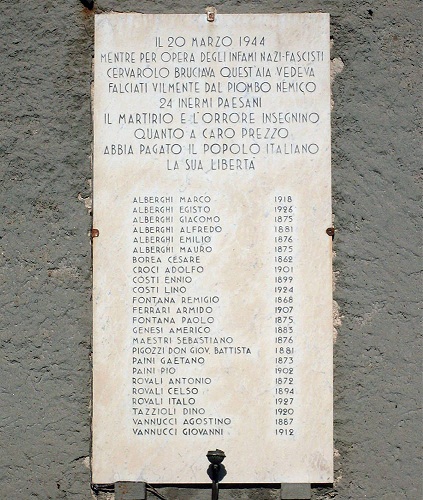 IL 20 MARZO 1944
MENTRE PER OPERA DEGLI INFAMI NAZI-FASCISTI
CERVAROLO BRUCIAVA QUEST'AIA VEDEVA
FALCIATI VILMENTE DAL PIOMBO NEMICO
24 INERMI PAESANI
IL MARTIRIO E L'ORRORE INSEGNINO
QUANTO A CARO PREZZO
ABBIA PAGATO IL POPOLO ITALIANO
LA SUA LIBERTÀ
ALBERGHI MARCO 1918
ALBERGHI EGISTO 1926
ALBERGHI GIACOMO 1875
ALBERGHI ALFREDO 1881
ALBERGHI EMILIO 1876
ALBERGHI MAURO 1875
BOREA CESARE 1862
CROCI ADOLFO 1901
COSTI ENNIO 1899
COSTI LINO 1924
FONTANA REMIGIO 1868
FERRARI ARMIDO 1907
FONTANA PAOLO 1875
GENESI AMERICO 1883
MAESTRI SEBASTIANO 1876
PIGOZZI DON GIOV. BATTISTA 1881
PAINI GAETANO 1873
PAINI PIO 1902
ROVALI ANTONIO 1872
ROVALI CELSO 1894
ROVALI ITALO 1927
TAZZIOLI DINO 1920
VANNUCCI AGOSTINO 1887
VANNUCCI GIOVANNI 1912